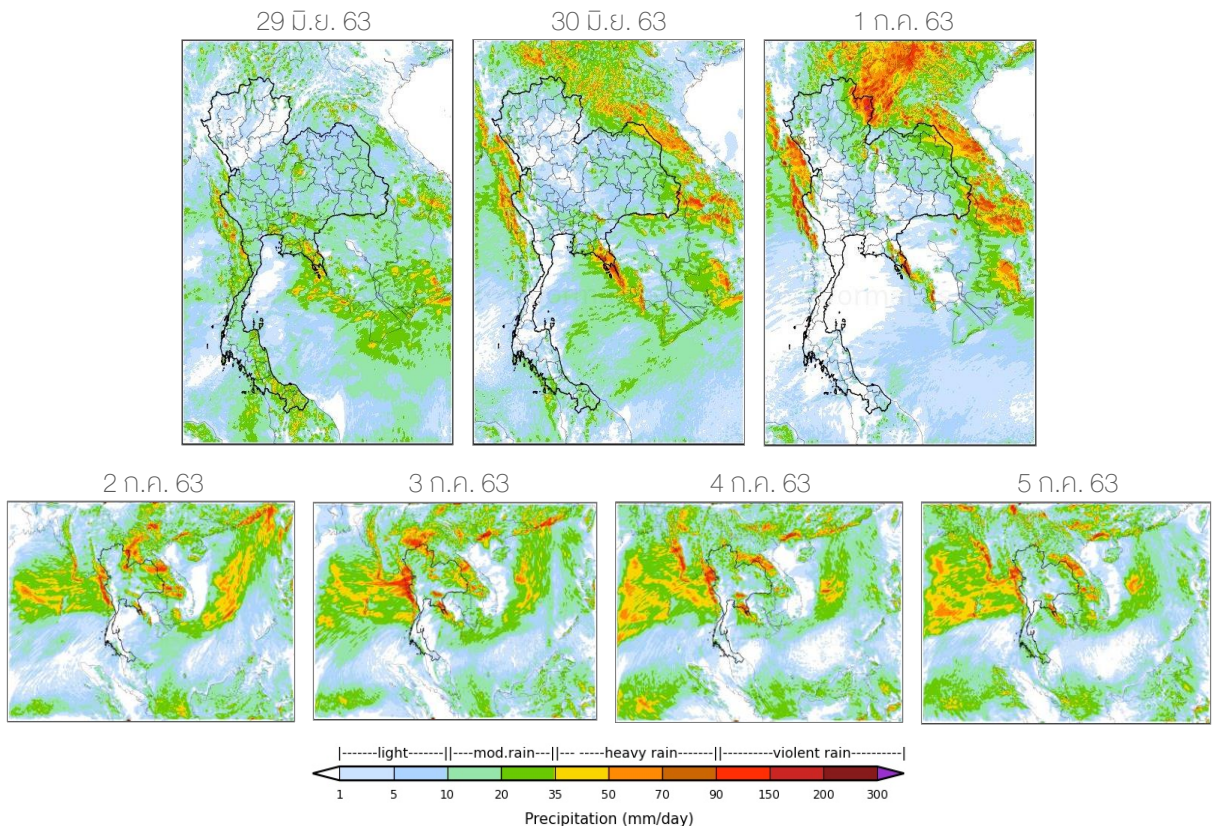 29 มิ.ย. 63
30 มิ.ย. 63
1 ก.ค. 63
2 ก.ค. 63
3 ก.ค. 63
4 ก.ค. 63
5 ก.ค. 63
|------light------||----mod.rain---||--- -----heavy rain-------||----------violent rain---------|
1 5 10 20 35 50 70 90 150 200 300
Precipitation (mm/day)